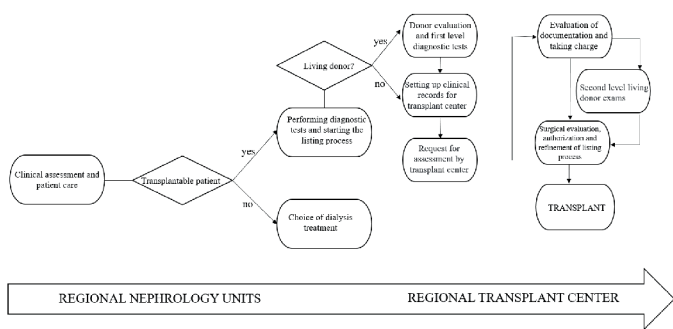 Clinical assessment and
patient care
Transplantable patient
yes
no
Performing diagnostic
tests and starting the
listing process
Choice of dialysis
treatment
Living donor?
yes
no
Donor evaluation
and first level
diagnostic tests
Setting up clinical
records for
transplant center
Request for
assessment by
transplant center
Evaluation of
documentation and
taking charge
Second level living
donor exams
Surgical evaluation,
authorization and
refinement of listing
process
TRANSPLANT
REGIONAL NEPHROLOGY UNITS
REGIONAL TRANSPLANT CENTER